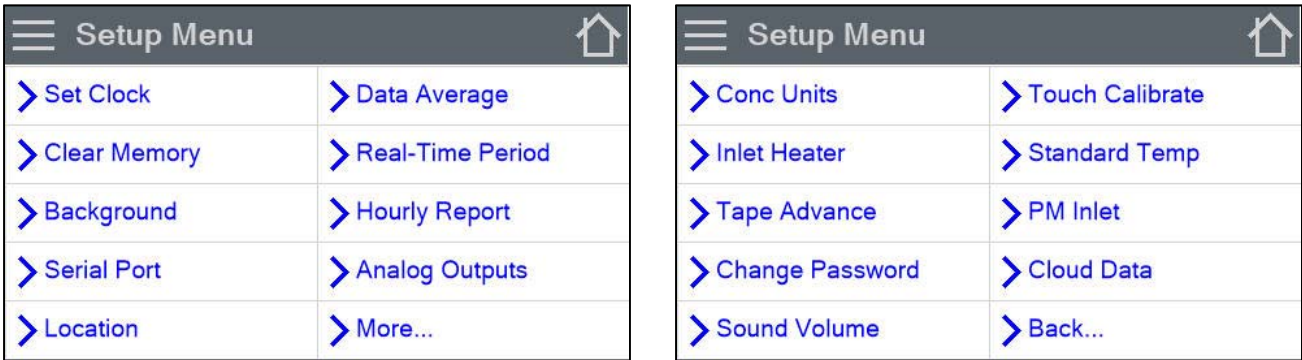 Setup Menu
Set Clock
Data Average
Clear Memory
Real-Time Period
Background
Hourly Report
Serial Port
Analog Outputs
Location
More...
Setup Menu
Conc Units
Touch Calibrate
Inlet Heater
Standard Temp
Tape Advance
PM Inlet
Change Password
Cloud Data
Sound Volume
Back...